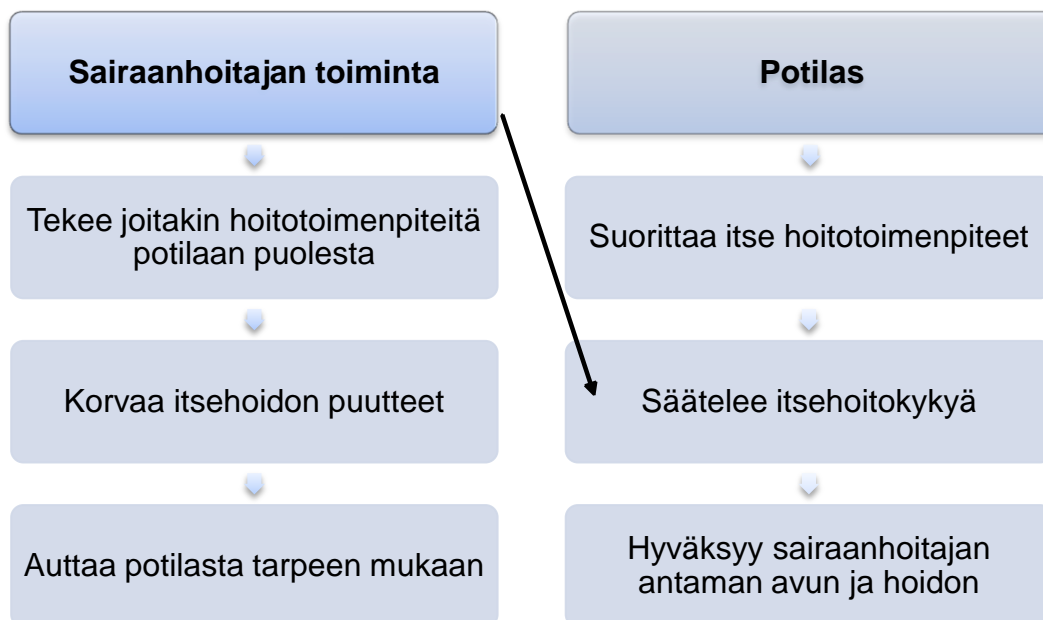 Sairaanhoitajan toiminta
Tekee joitakin hoitotoimenpiteitä
potilaan puolesta
Korvaa itsehoidon puutteet
Auttaa potilasta tarpeen mukaan
Potilas
Suorittaa itse hoitotoimenpiteet
Säätelee itsehoitokykyä
Hyväksyy sairaanhoitajan
antaman avun ja hoidon